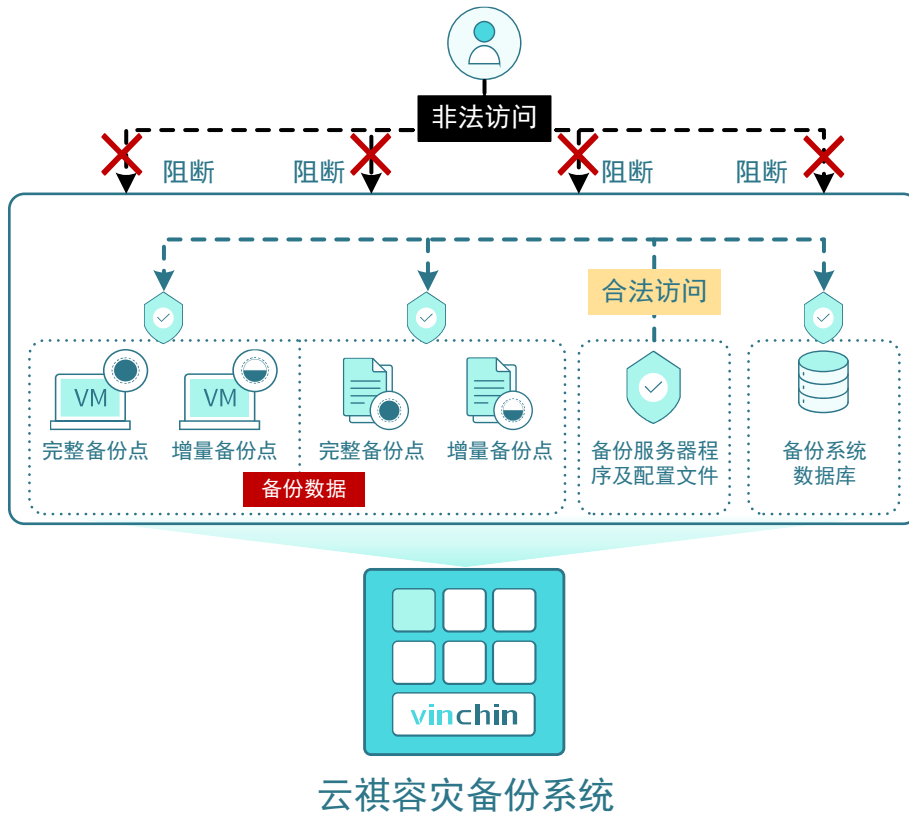 非法访问
阻断
阻断
阻断
阻断
合法访问
VM
VM
完整备份点
增量备份点
完整备份点
增量备份点
备份服务器程
序及配置文件
备份系统
数据库
备份数据
vinchin
云祺容灾备份系统